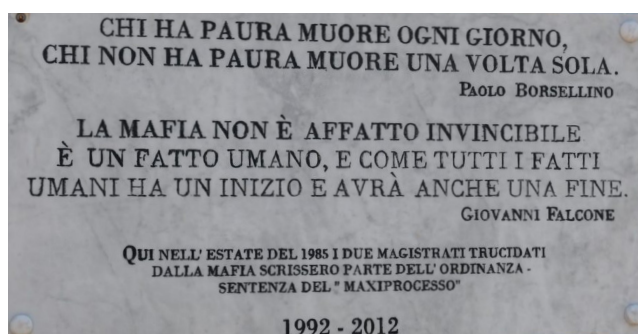 CHI HA PAURA MUORE OGNI GIORNO,
CHI NON HA PAURA MUORE UNA VOLTA SOLA.
PAOLO BORSELLINO
LA MAFIA NON È AFFATTO INVINCIBILE
È UN FATTO UMANO, E COME TUTTI I FATTI
UMANI HA UN INIZIO E AVRÀ ANCHE UNA FINE.
GIOVANNI FALCONE
QUI NELL' ESTATE DEL 1985 I DUE MAGISTRATI TRUCIDATI
DALLA MAFIA SCRISSERO PARTE DELL' ORDINANZA -
SENTENZA DEL " MAXIPROCESSO"
1992 - 2012